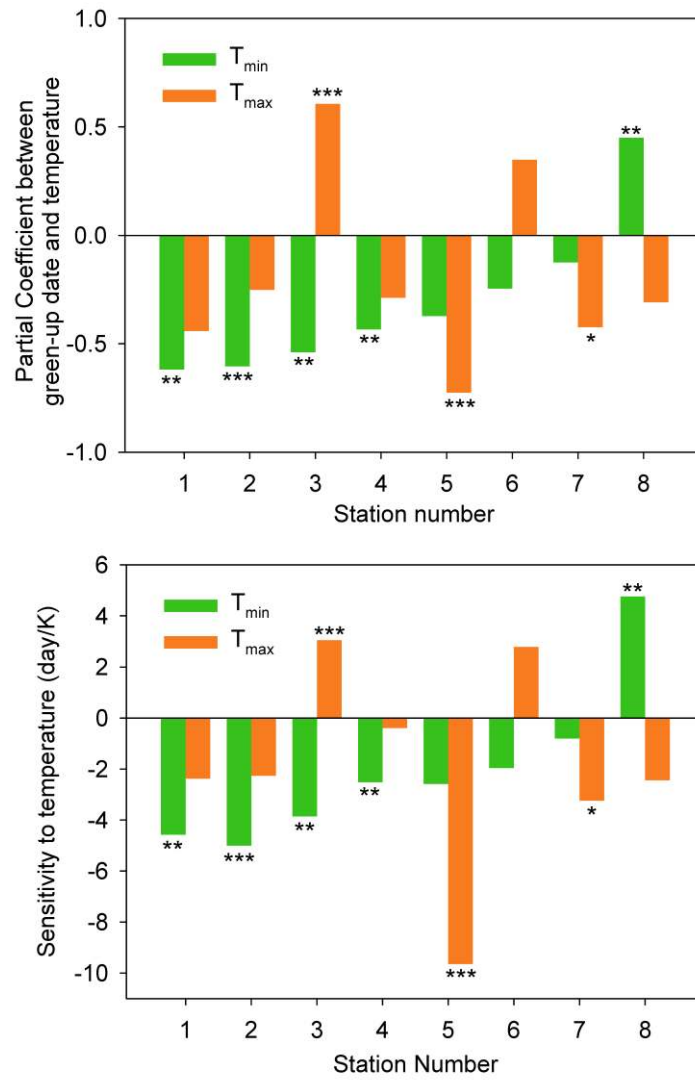 1.0
T_min
T_max
***
**
0.5
0.0
-0.5
-1.0
**
***
**
**
***
*
Partial Coefficient between
green-up date and temperature
1 2 3 4 5 6 7 8
Station number
6
T_min
T_max
***
**
4
2
0
-2
-4
-6
-8
-10
**
***
**
**
***
*
Sensitivity to temperature (day/K)
1 2 3 4 5 6 7 8
Station Number